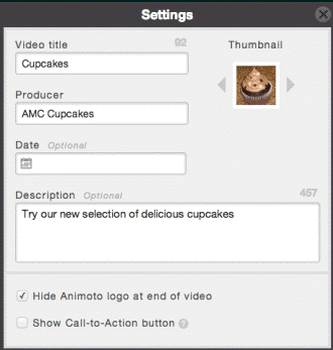 Settings
Video title 92
Thumbnail
Cupcakes
Producer
AMC Cupcakes
Date Optional
Description Optional 457
Try our new selection of delicious cupcakes
Hide Animoto logo at end of video
Show Call-to-Action button ?